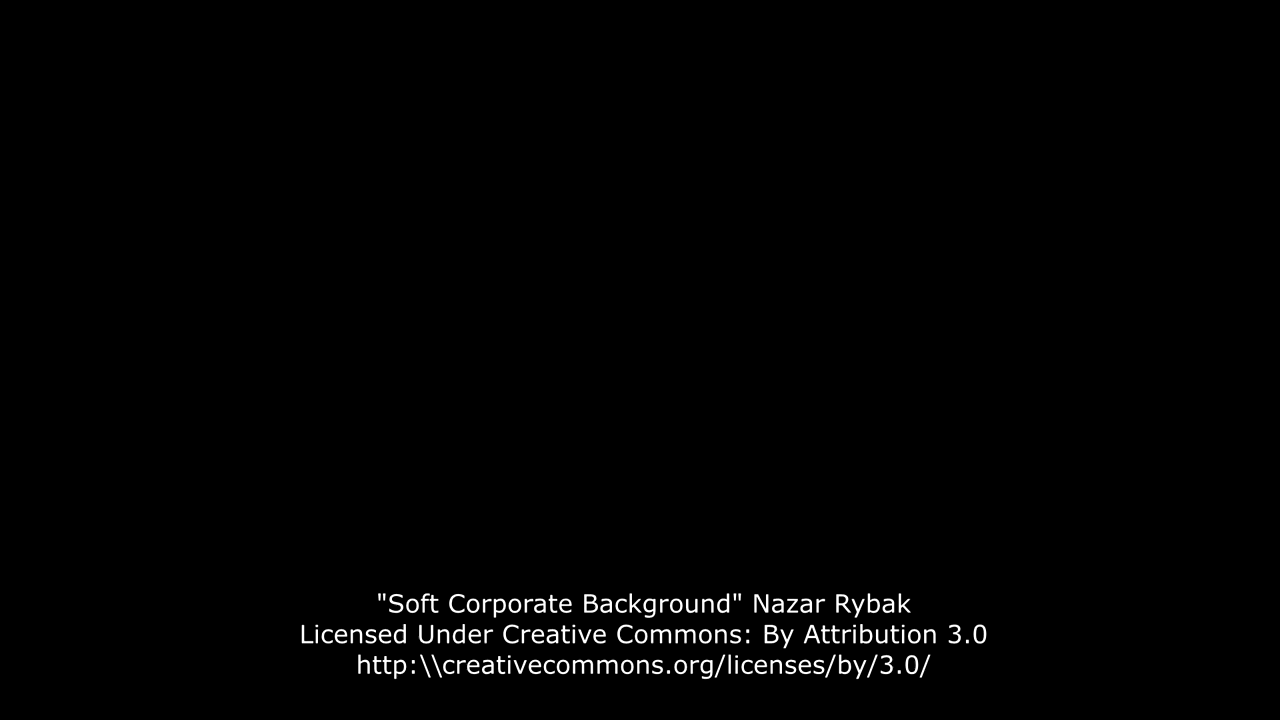 "Soft Corporate Background" Nazar Rybak
Licensed Under Creative Commons: By Attribution 3.0
http:\\creativecommons.org/licenses/by/3.0/